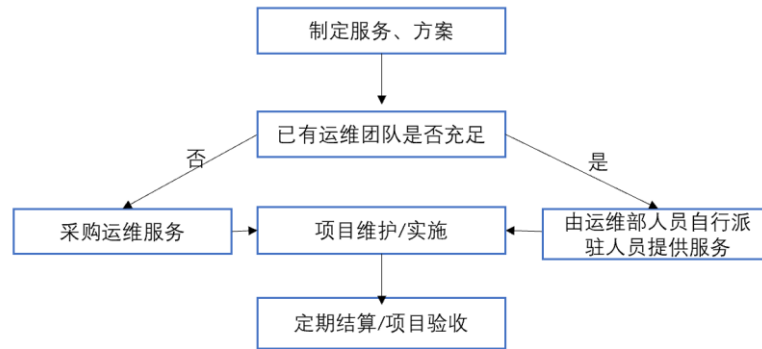 制定服务、方案
已有运维团队是否充足
否
是
采购运维服务
项目维护/实施
由运维部人员自行派
驻人员提供服务
定期结算/项目验收